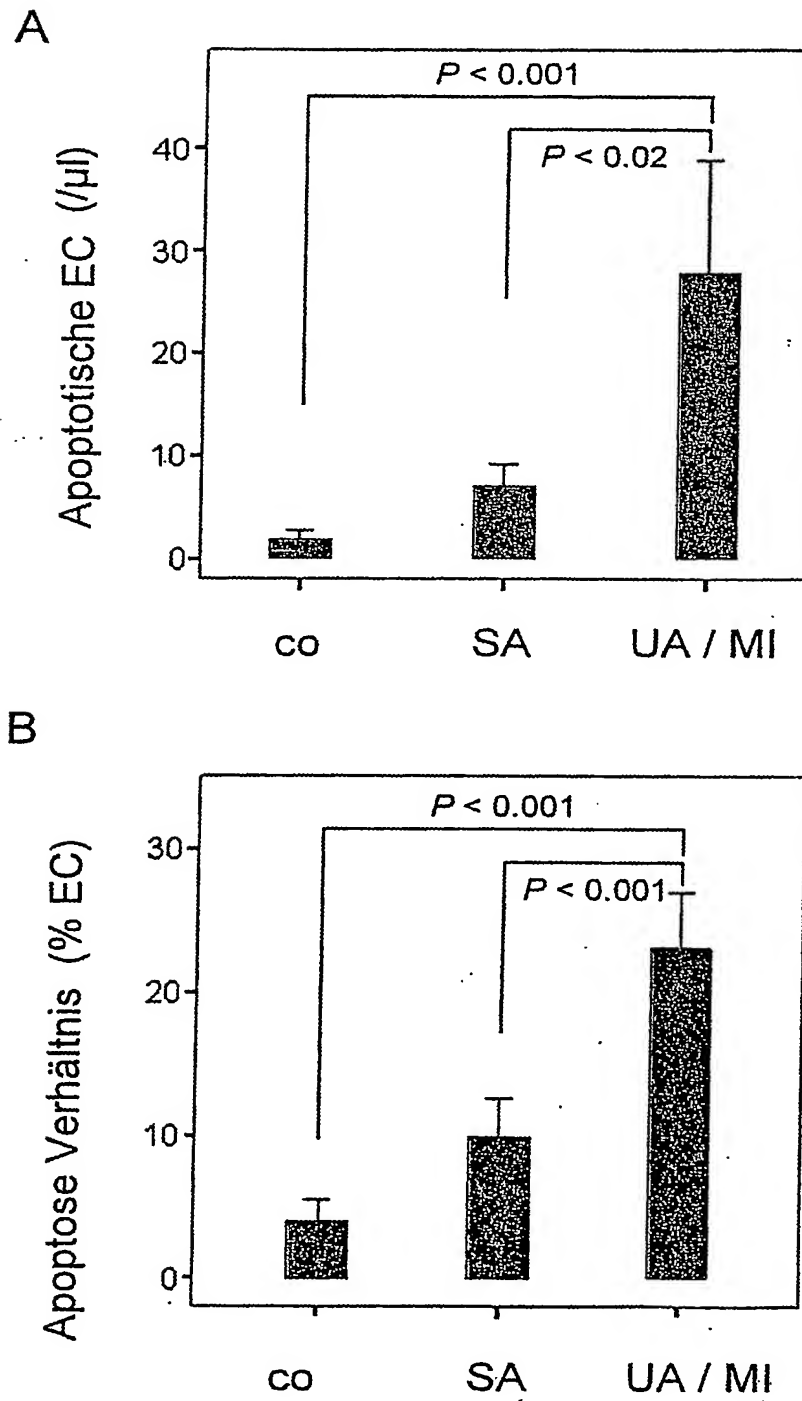 A
P < 0.001
P < 0.02
Apoptotische EC (/µl)
40
30
20
10
0
co SA UA / MI
B
P < 0.001
P < 0.001
Apoptose Verhältnis (% EC)
30
20
10
0
co SA UA / MI